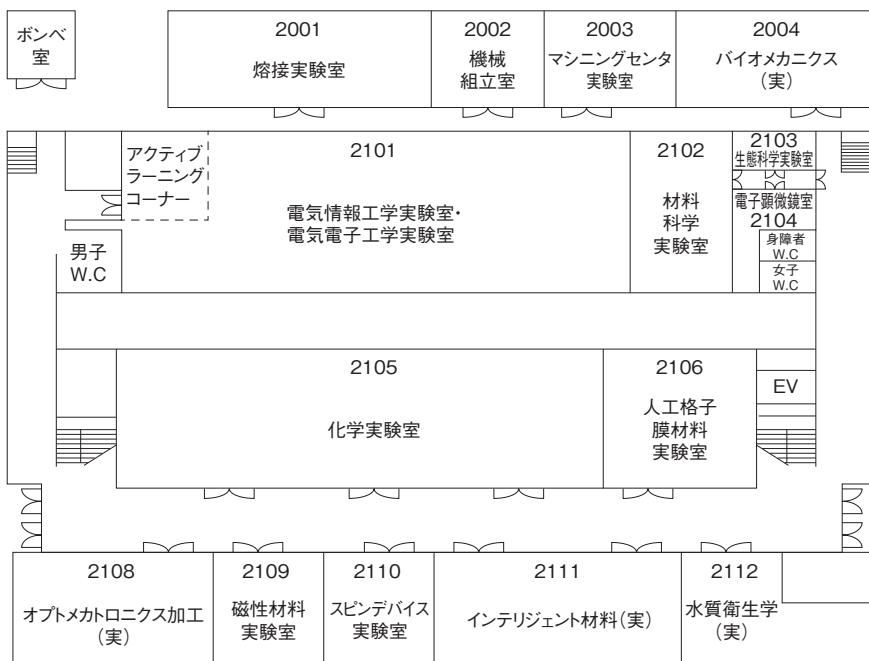 ボンベ
室
2001
熔接実験室
2002
機械
組立室
2003
マシニングセンタ
実験室
2004
バイオメカニクス
(実)
アクティブ
ラーニング
コーナー
2101
電気情報工学実験室・
電気電子工学実験室
2102
材料
科学
実験室
2103
生態科学実験室
電子顕微鏡室
2104
身障者
W.C
女子
W.C
男子
W.C
2105
化学実験室
2106
人工格子
膜材料
実験室
EV
2108
オプトメカトロニクス加工
(実)
2109
磁性材料
実験室
2110
スピンデバイス
実験室
2111
インテリジェント材料(実)
2112
水質衛生学
(実)